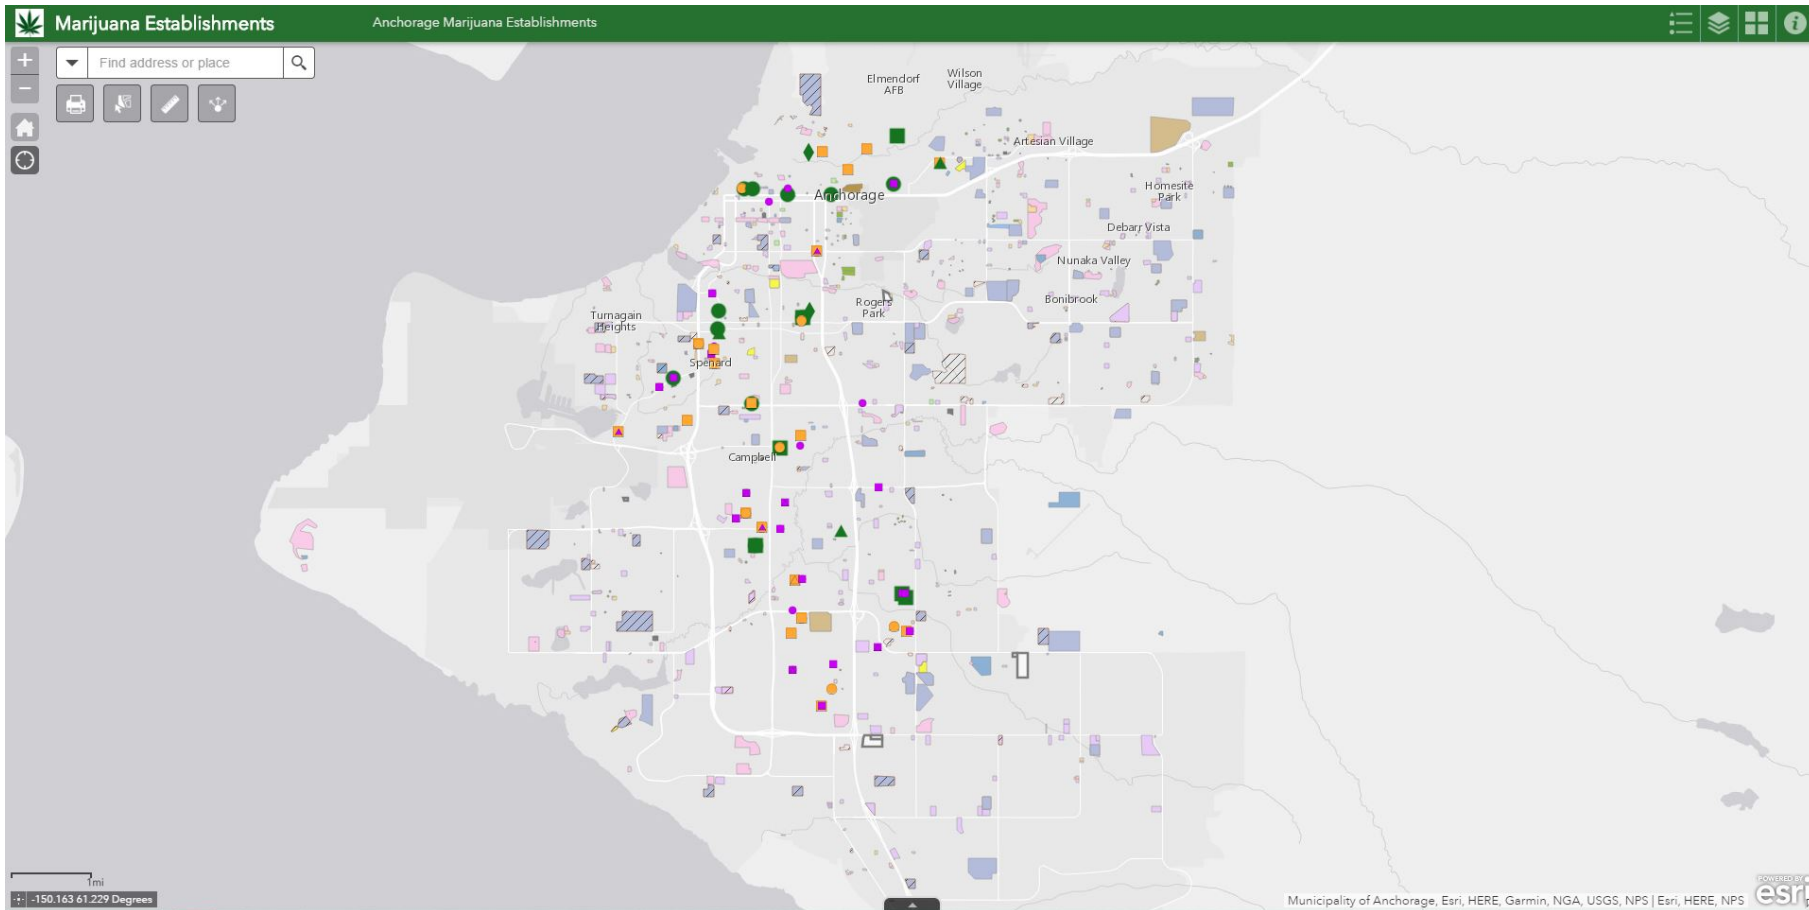 Marijuana Establishments
Anchorage Marijuana Establishments
+
Find address or place
−
Elmendorf
AFB
Wilson
Village
Artesian Village
Anchorage
Homesite
Park
Debarr Vista
Nunaka Valley
Bonibrook
Rogers
Park
Turnagain
Heights
Spenard
Campbell
1mi
-150.163 61.229 Degrees
Municipality of Anchorage, Esri, HERE, Garmin, NGA, USGS, NPS | Esri, HERE, NPS
POWERED BY
esri